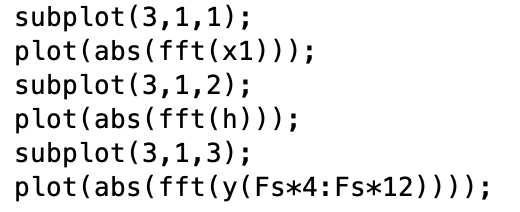 subplot(3,1,1);
plot(abs(fft(x1)));
subplot(3,1,2);
plot(abs(fft(h)));
subplot(3,1,3);
plot(abs(fft(y(Fs*4:Fs*12))));